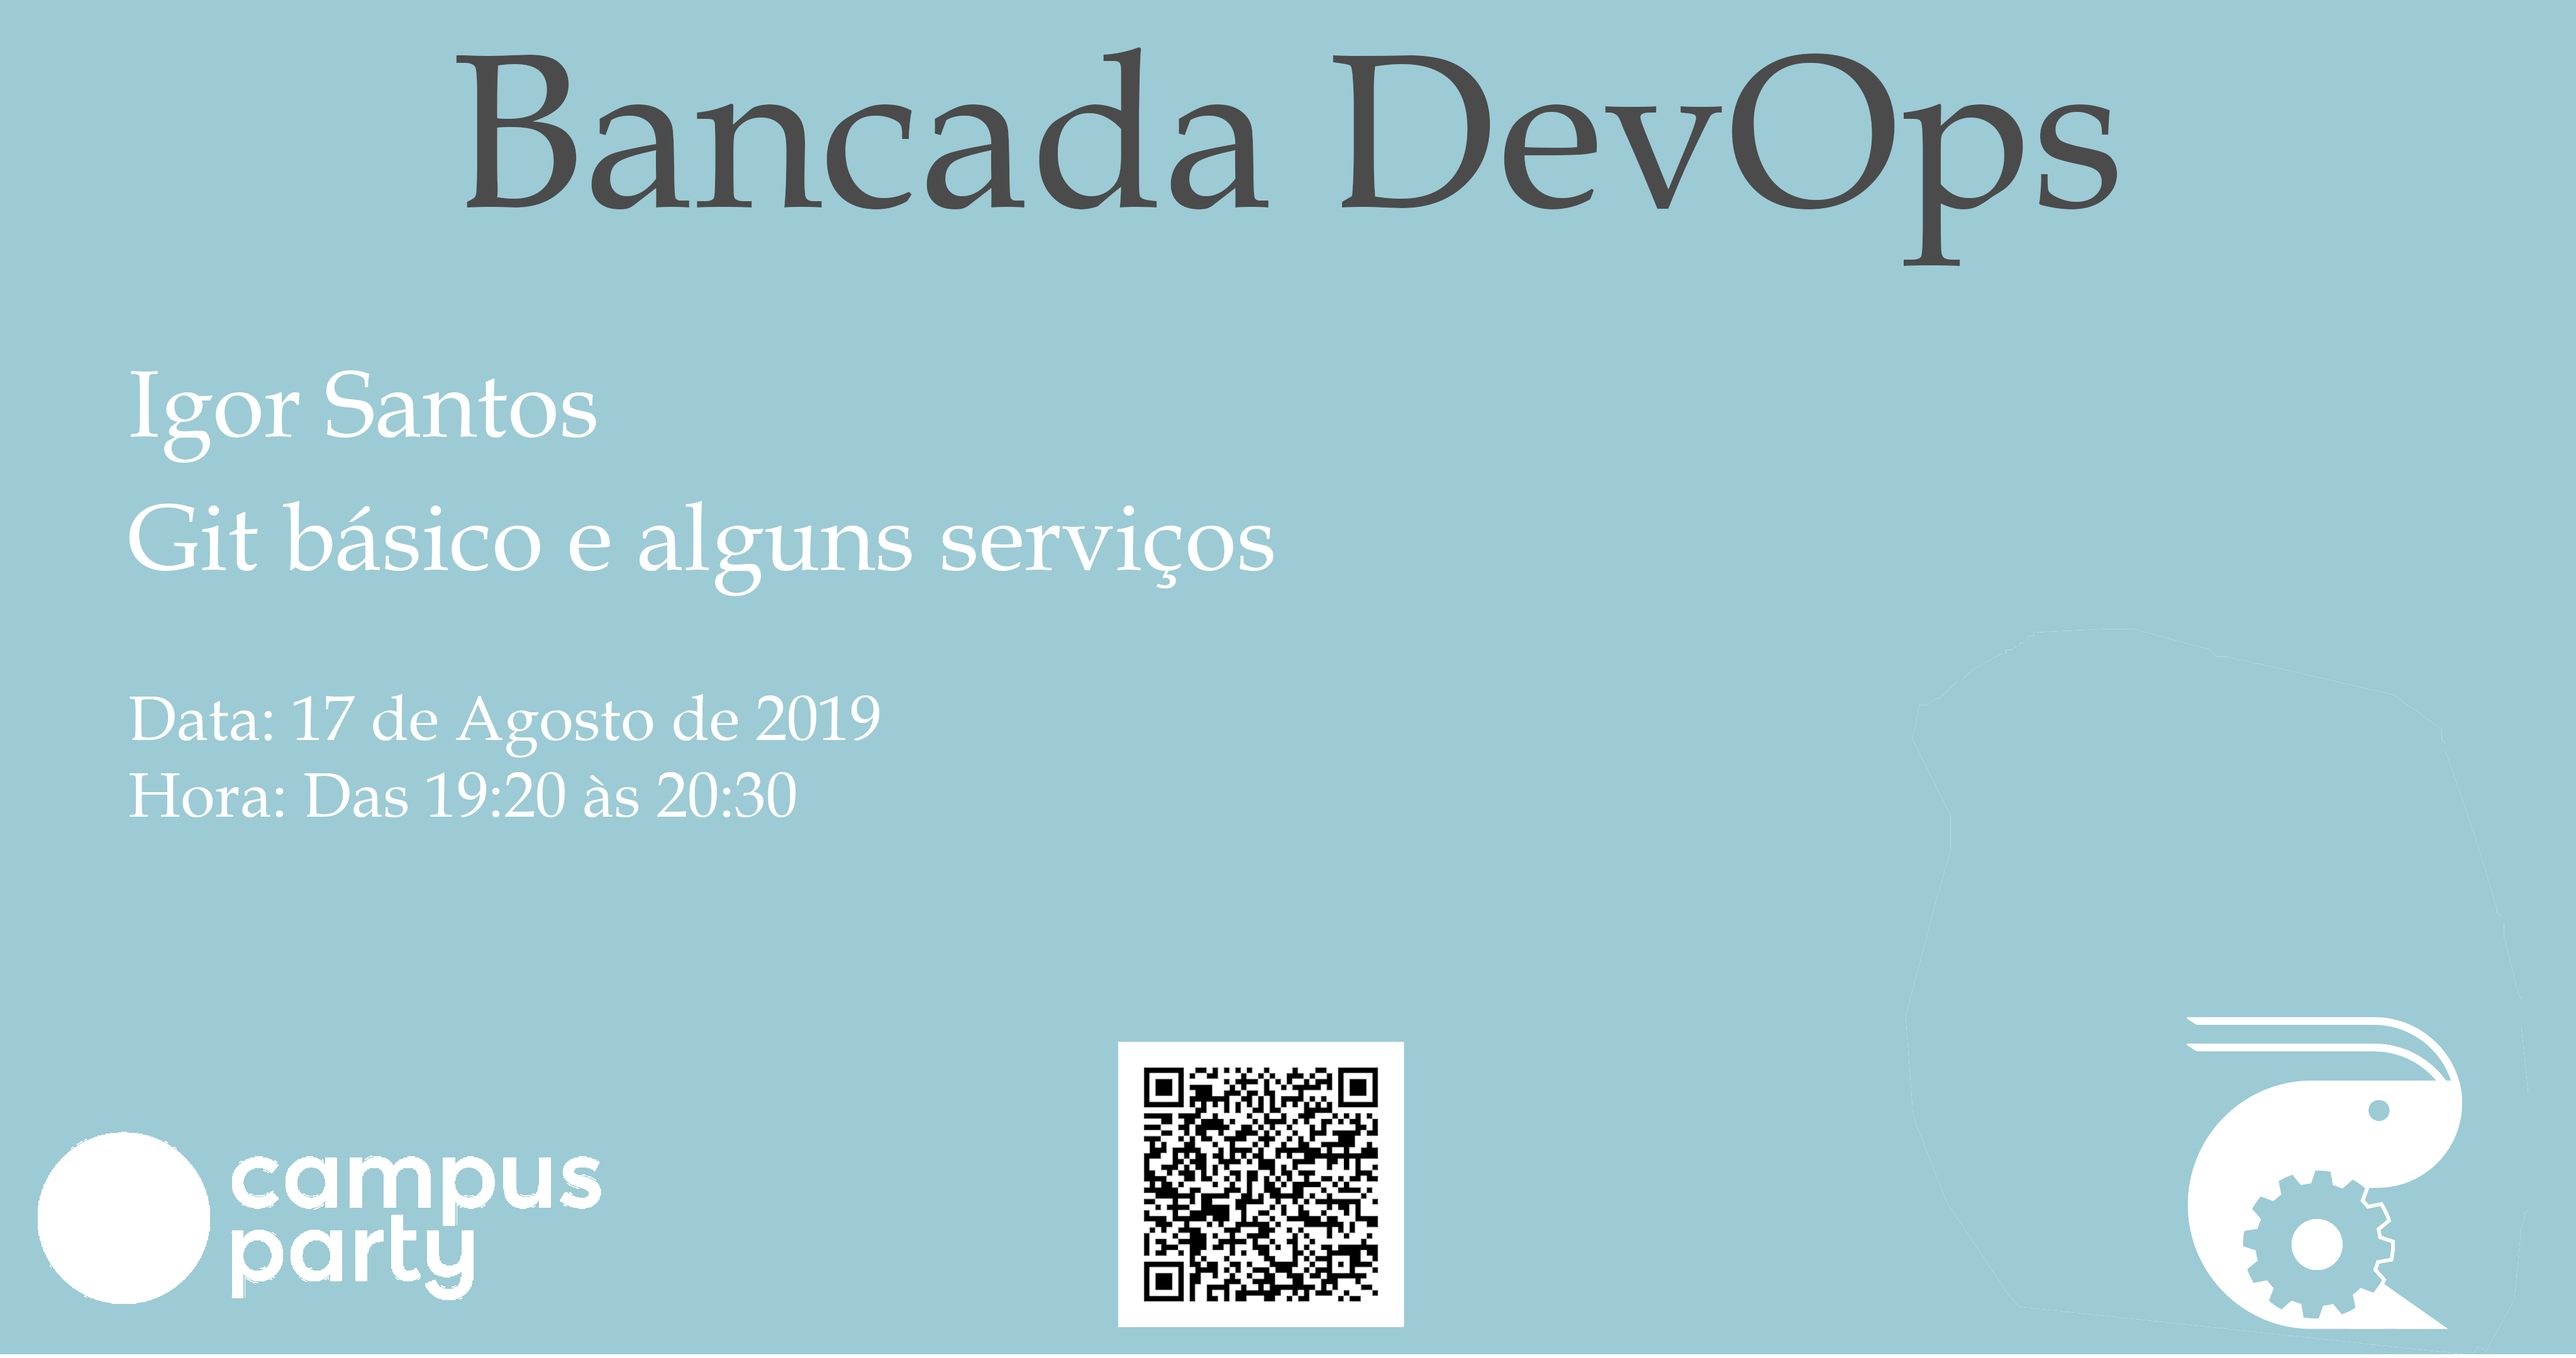 Bancada DevOps
Igor Santos
Git básico e alguns serviços
Data: 17 de Agosto de 2019
Hora: Das 19:20 às 20:30
campus
party